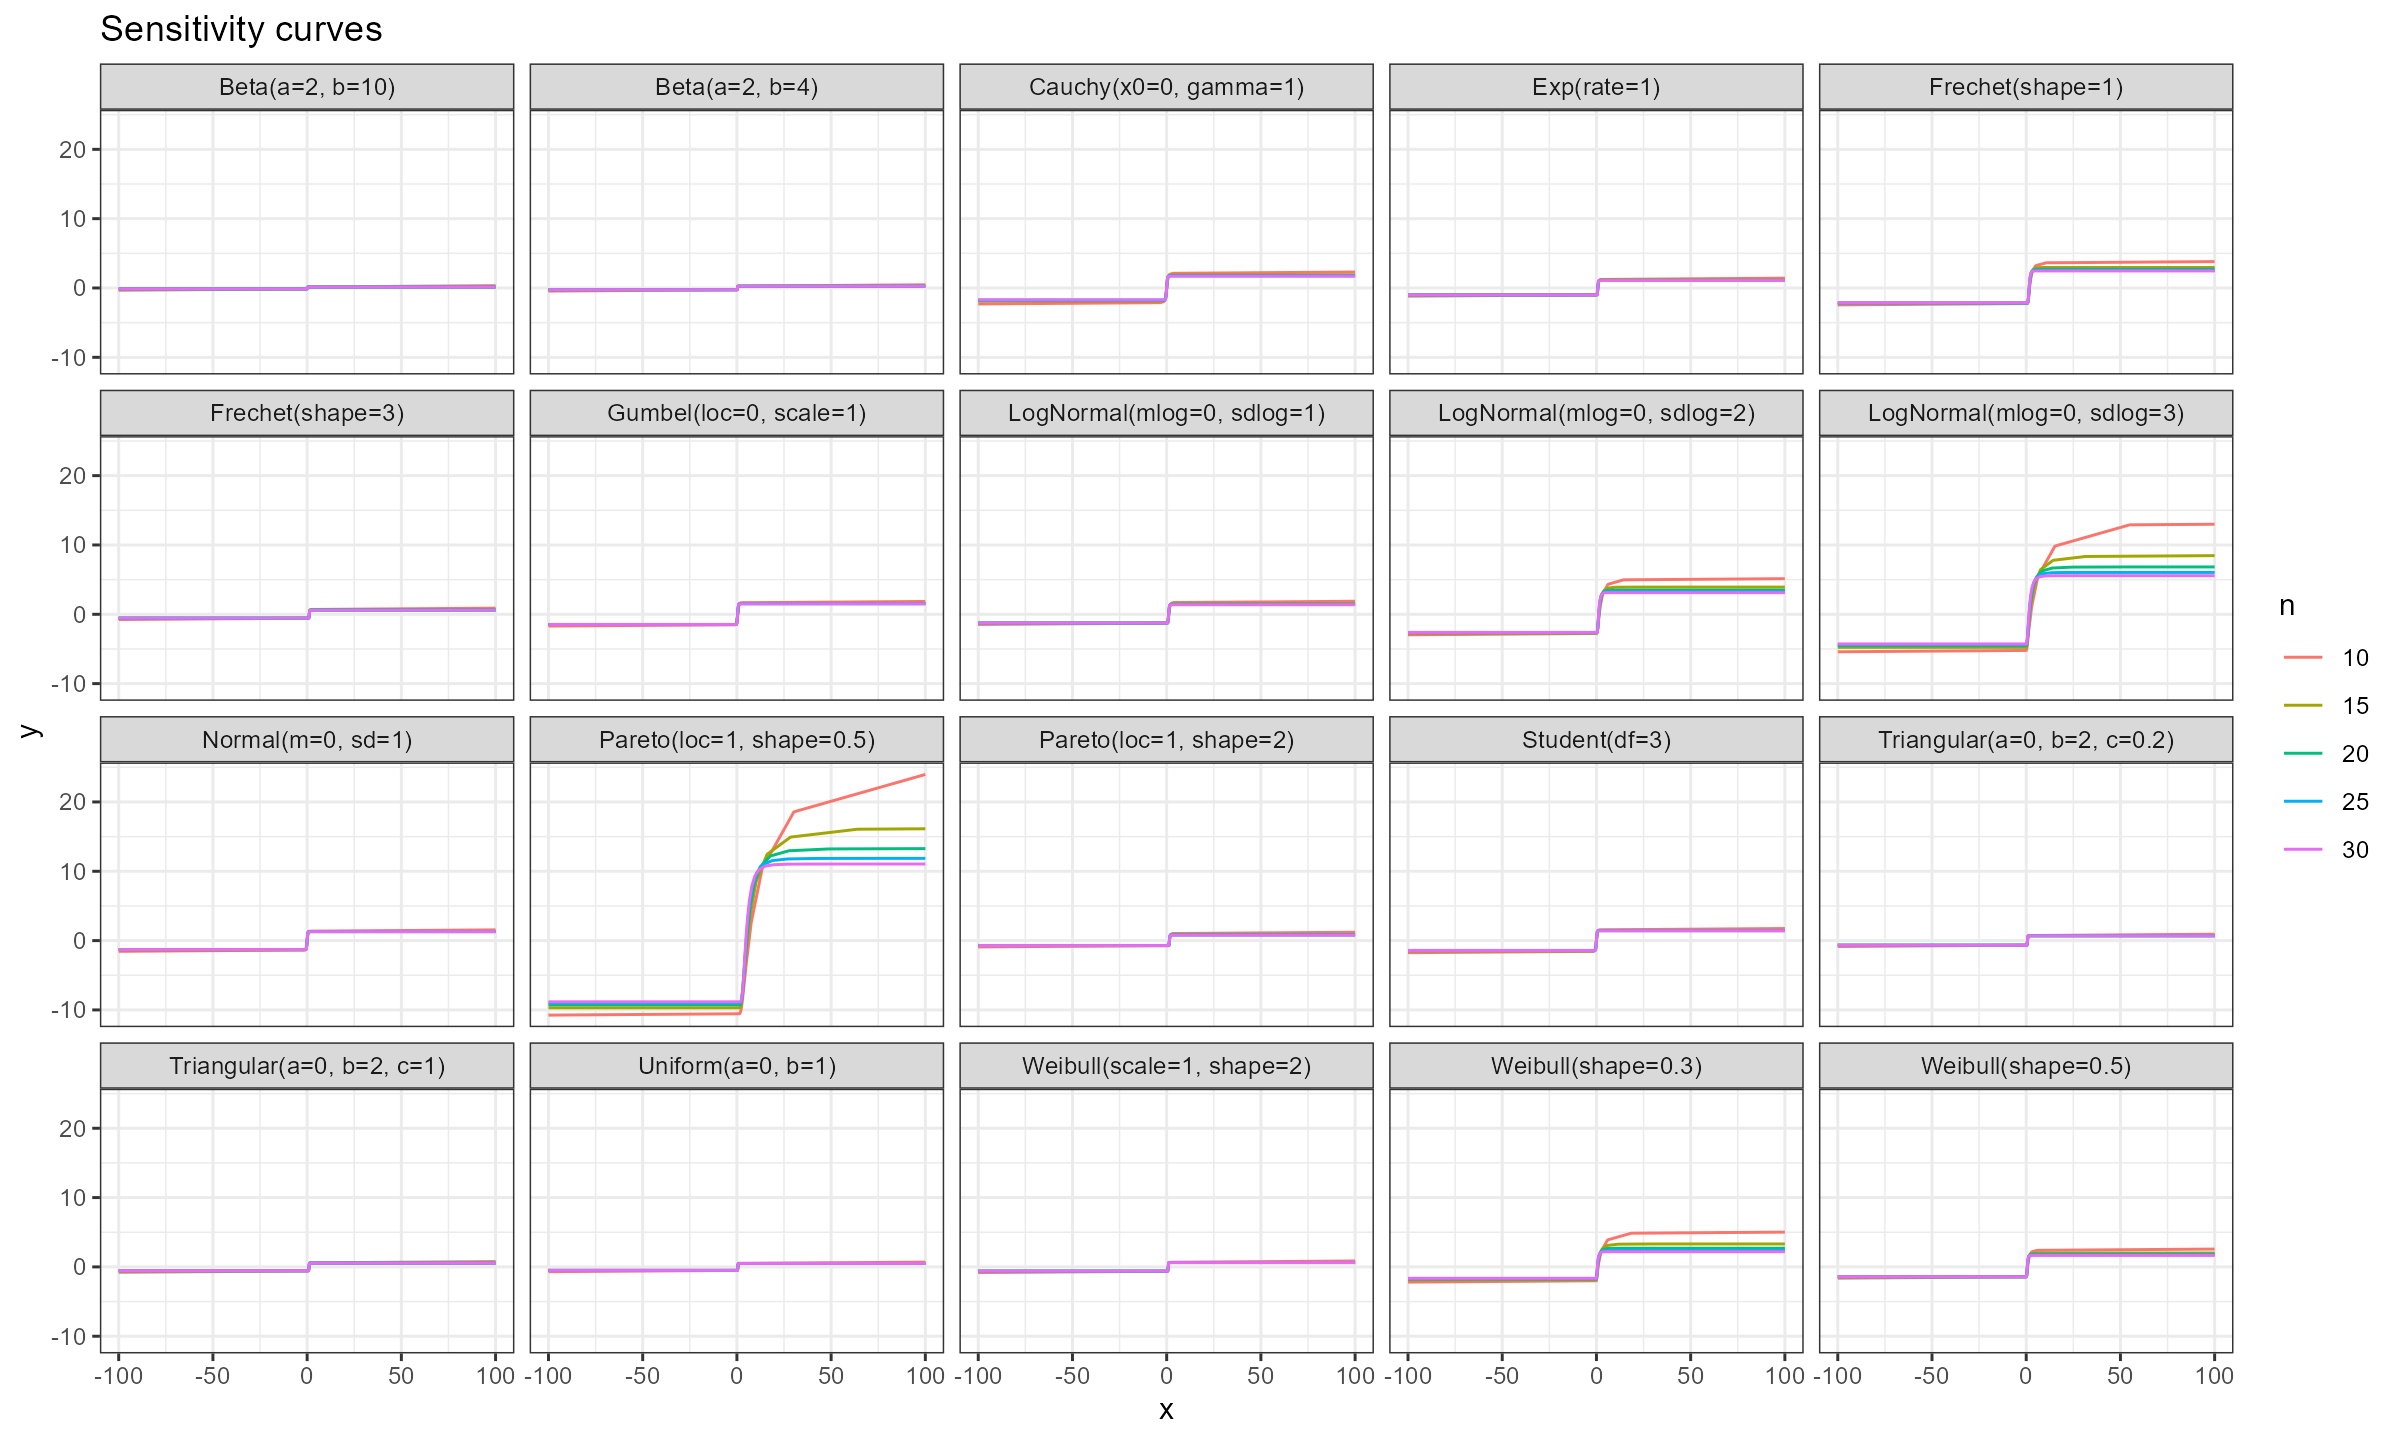 Sensitivity curves
Beta(a=2, b=10) Beta(a=2, b=4) Cauchy(x0=0, gamma=1) Exp(rate=1) Frechet(shape=1)
20
10
0
-10
Frechet(shape=3) Gumbel(loc=0, scale=1) LogNormal(mlog=0, sdlog=1) LogNormal(mlog=0, sdlog=2) LogNormal(mlog=0, sdlog=3)
20
10
0
-10
Normal(m=0, sd=1) Pareto(loc=1, shape=0.5) Pareto(loc=1, shape=2) Student(df=3) Triangular(a=0, b=2, c=0.2)
20
10
0
-10
Triangular(a=0, b=2, c=1) Uniform(a=0, b=1) Weibull(scale=1, shape=2) Weibull(shape=0.3) Weibull(shape=0.5)
20
10
0
-10
-100 -50 0 50 100 -100 -50 0 50 100 -100 -50 0 50 100 -100 -50 0 50 100 -100 -50 0 50 100
x
y
n
10
15
20
25
30